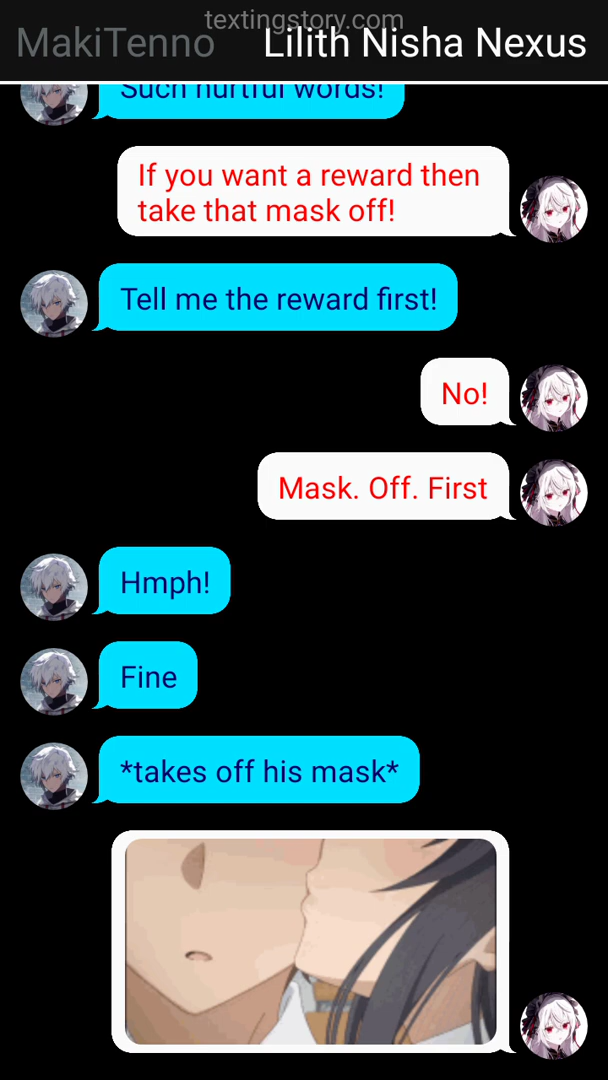 textingstory.com
MakiTenno Lilith Nisha Nexus
Such hurtful words!
If you want a reward then
take that mask off!
Tell me the reward first!
No!
Mask. Off. First
Hmph!
Fine
*takes off his mask*